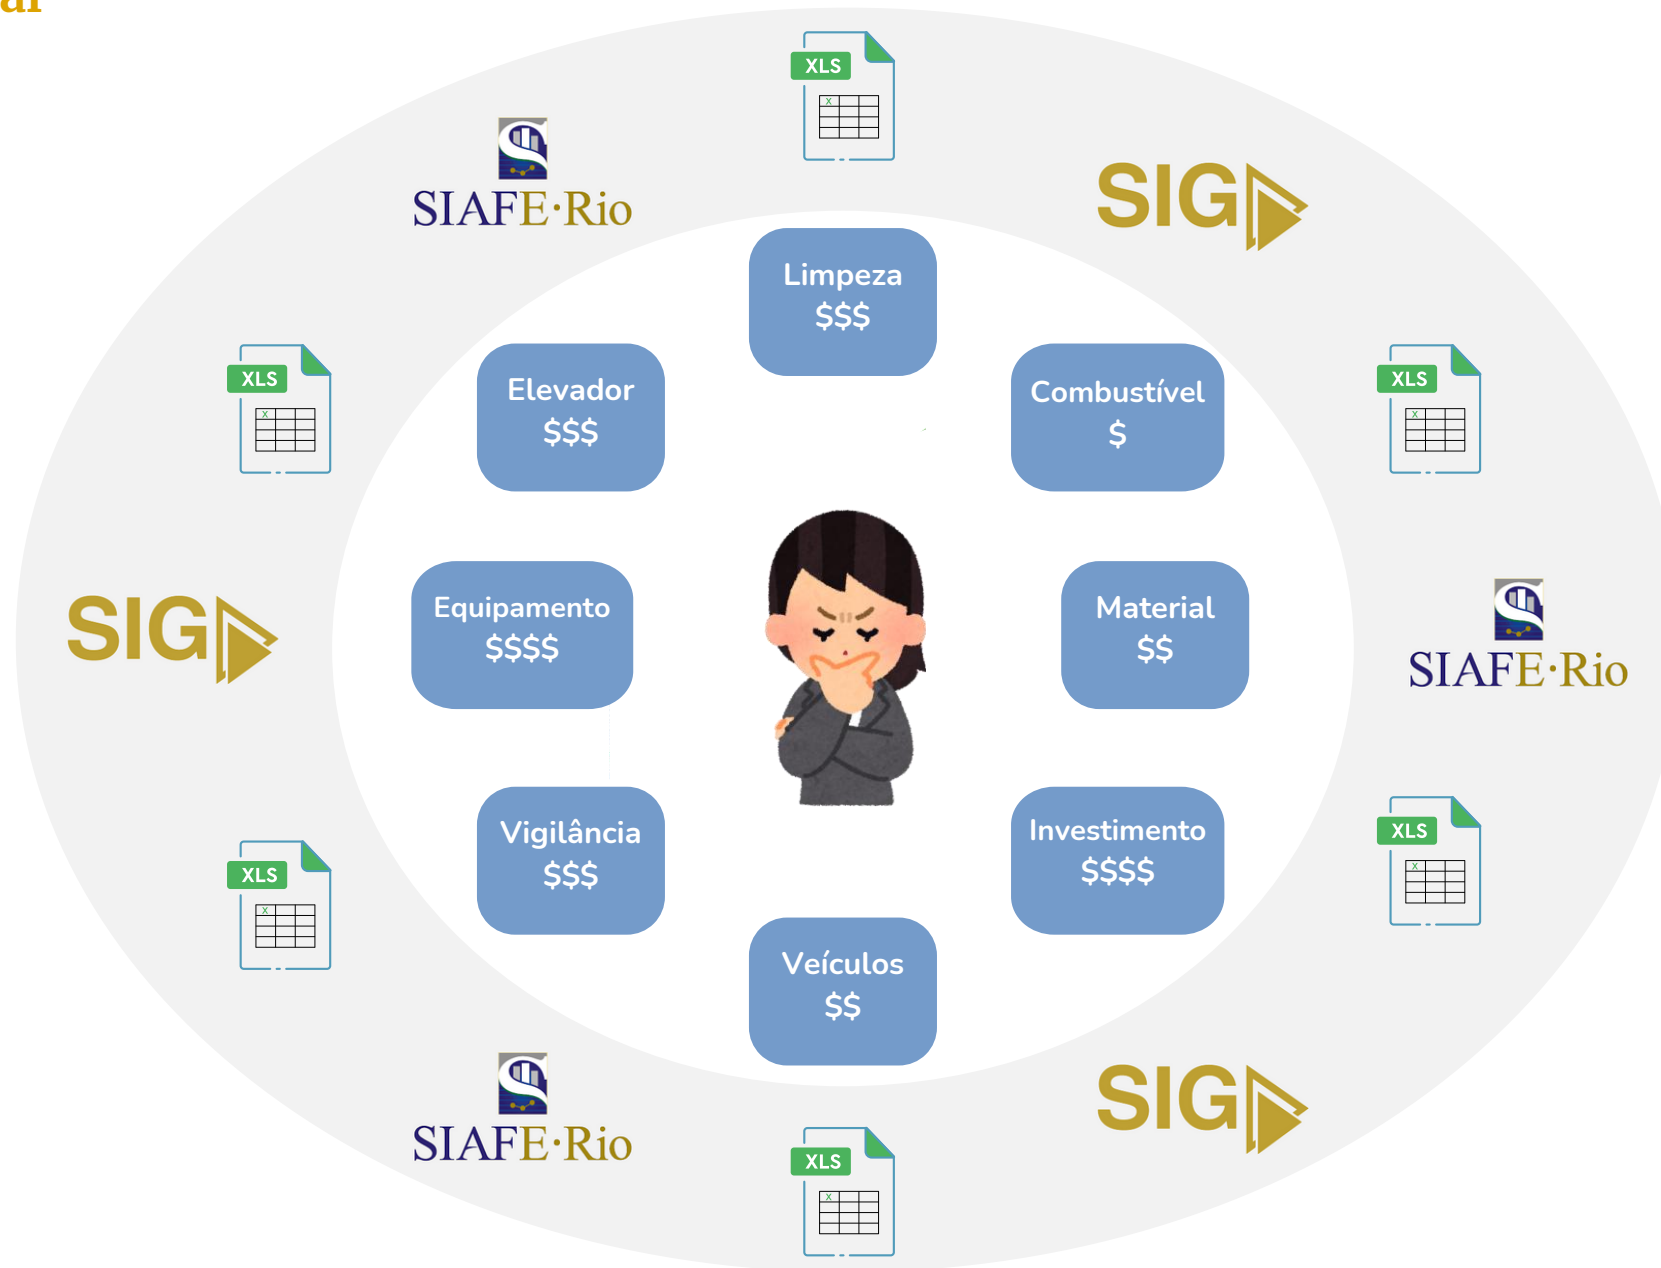 XLS
X
SIAFE·Rio
SIG
Limpeza
$$$
XLS
X
Elevador
$$$
Combustível
$
XLS
X
SIG
Equipamento
$$$$
Material
$$
SIAFE·Rio
XLS
X
Vigilância
$$$
Investimento
$$$$
XLS
X
Veículos
$$
SIAFE·Rio
SIG
XLS
X